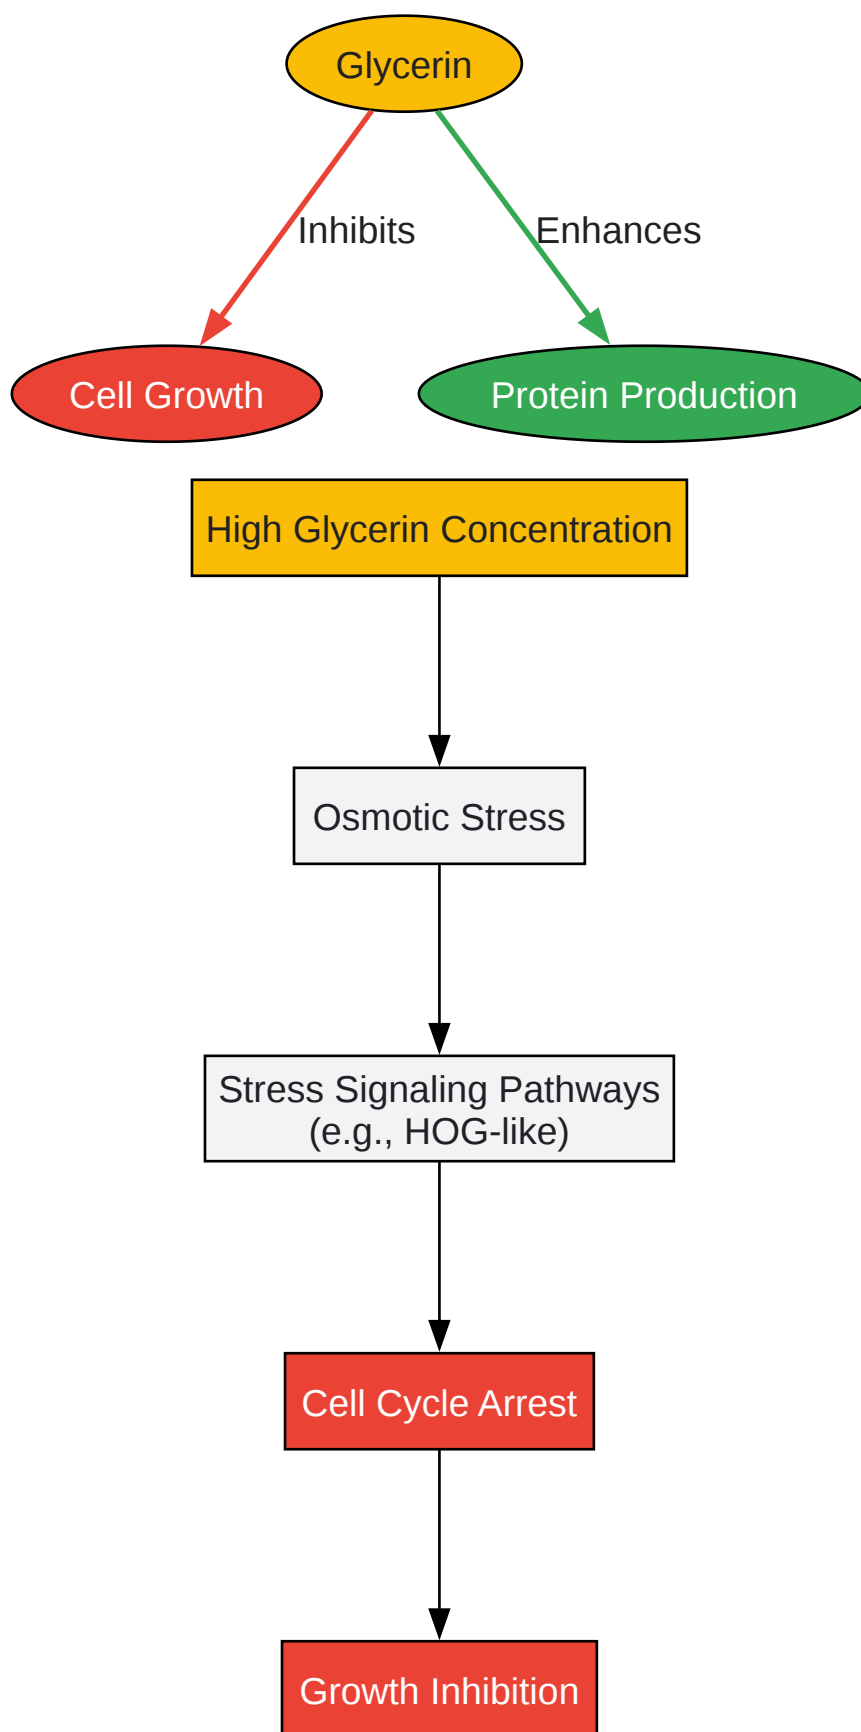 Glycerin
Inhibits
Enhances
Cell Growth
Protein Production
High Glycerin Concentration
Osmotic Stress
Stress Signaling Pathways
(e.g., HOG-like)
Cell Cycle Arrest
Growth Inhibition